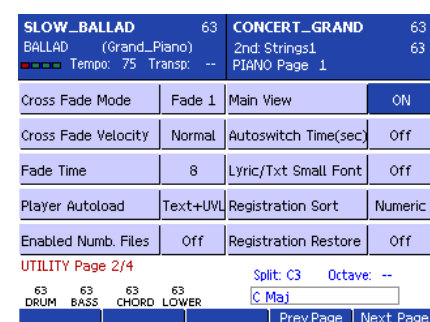 SLOW_BALLAD 63 CONCERT_GRAND 63
BALLAD (Grand_Piano) 2nd: Strings1 63
Tempo: 75 Transp: -- PIANO Page 1
Cross Fade Mode Fade 1 Main View ON
Cross Fade Velocity Normal Autoswitch Time(sec) Off
Fade Time 8 Lyric/Txt Small Font Off
Player Autoload Text+UVL Registration Sort Numeric
Enabled Numb. Files Off Registration Restore Off
UTILITY Page 2/4 Split: C3 Octave: --
63 63 63 63
DRUM BASS CHORD LOWER C Maj
Prev Page Next Page